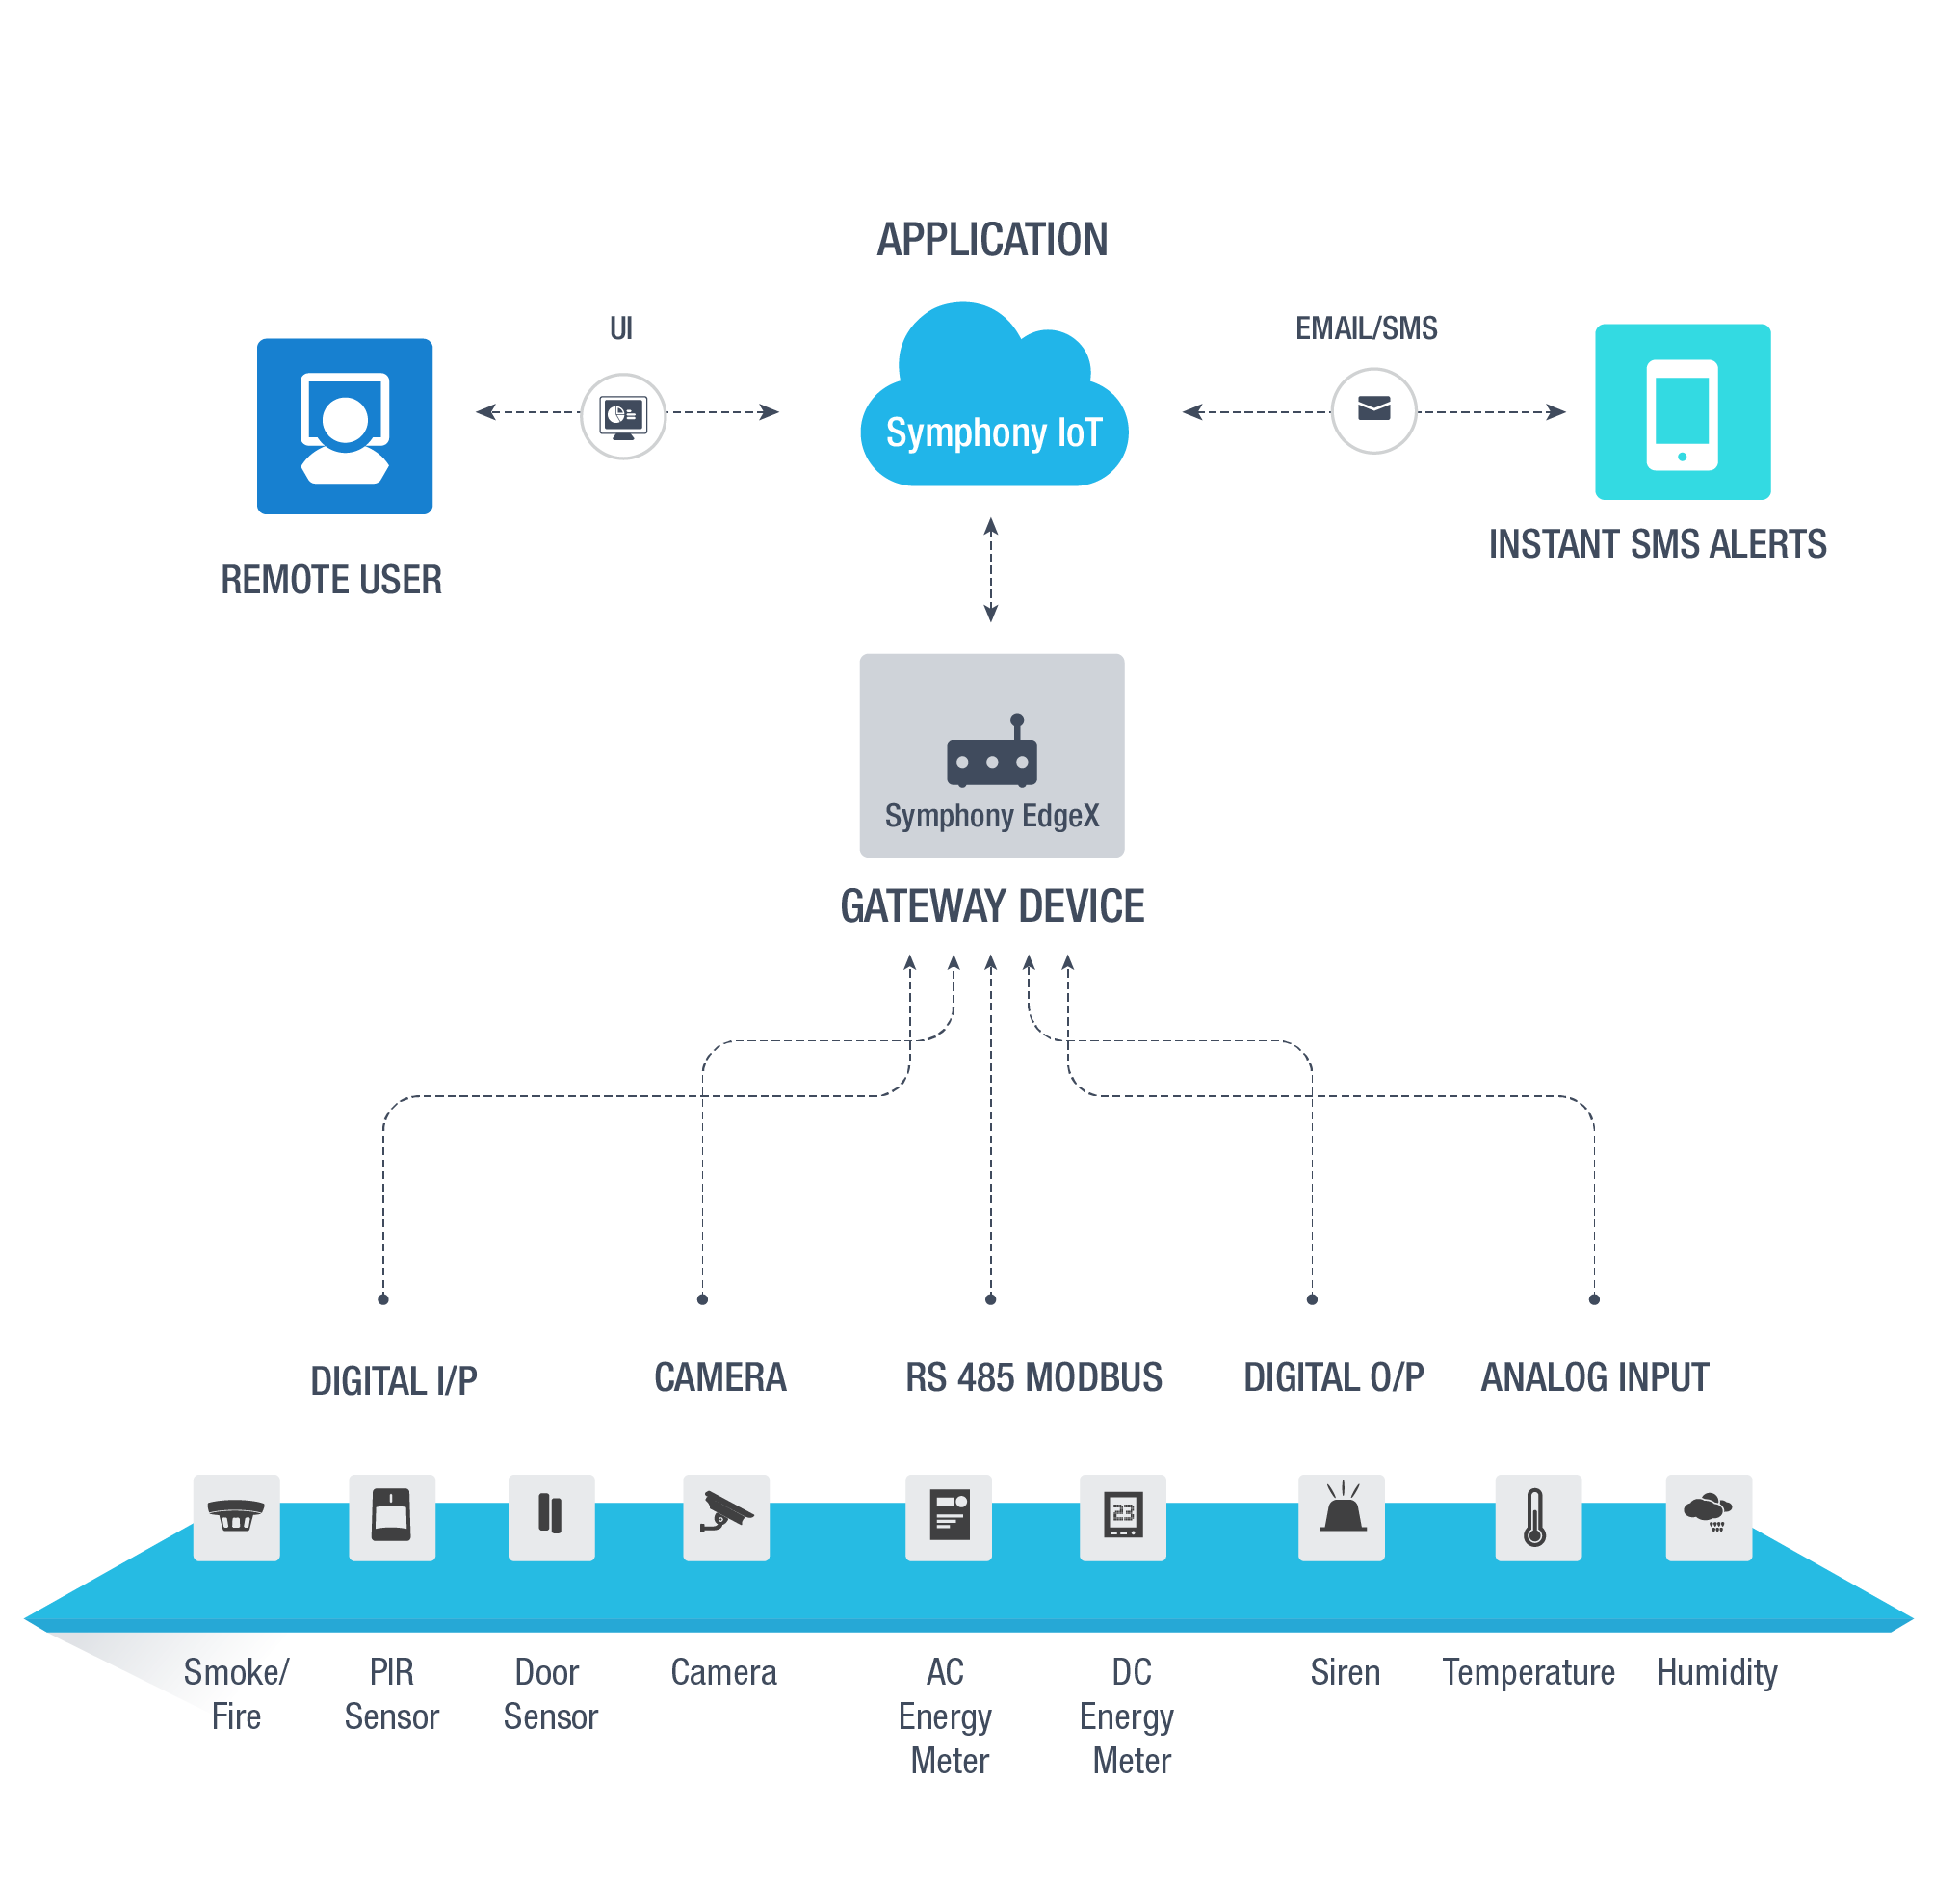 APPLICATION
UI
EMAIL/SMS
Symphony IoT
INSTANT SMS ALERTS
REMOTE USER
Symphony EdgeX
GATEWAY DEVICE
DIGITAL I/P
CAMERA
RS 485 MODBUS
DIGITAL O/P
ANALOG INPUT
23
Smoke/
Fire
PIR
Sensor
Door
Sensor
Camera
AC
Energy
Meter
DC
Energy
Meter
Siren
Temperature
Humidity